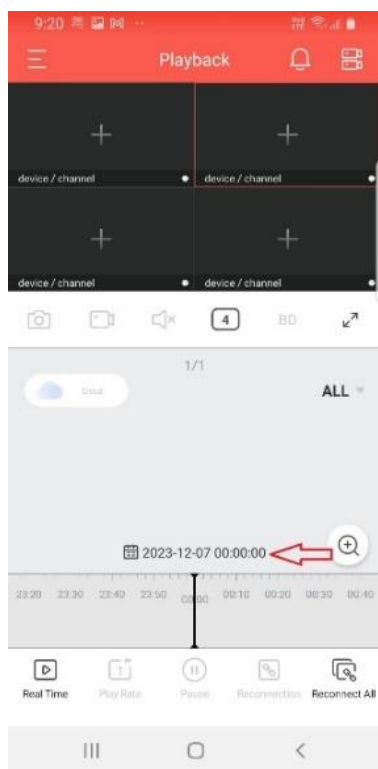 9:20
Playback
device / channel
device / channel
device / channel
device / channel
4
BD
1/1
Cloud
ALL
2023-12-07 00:00:00
23:20 23:30 23:40 23:50 00:00 00:10 00:20 00:30 00:40
1
Real Time Play Rate Pause Reconnection Reconnect All